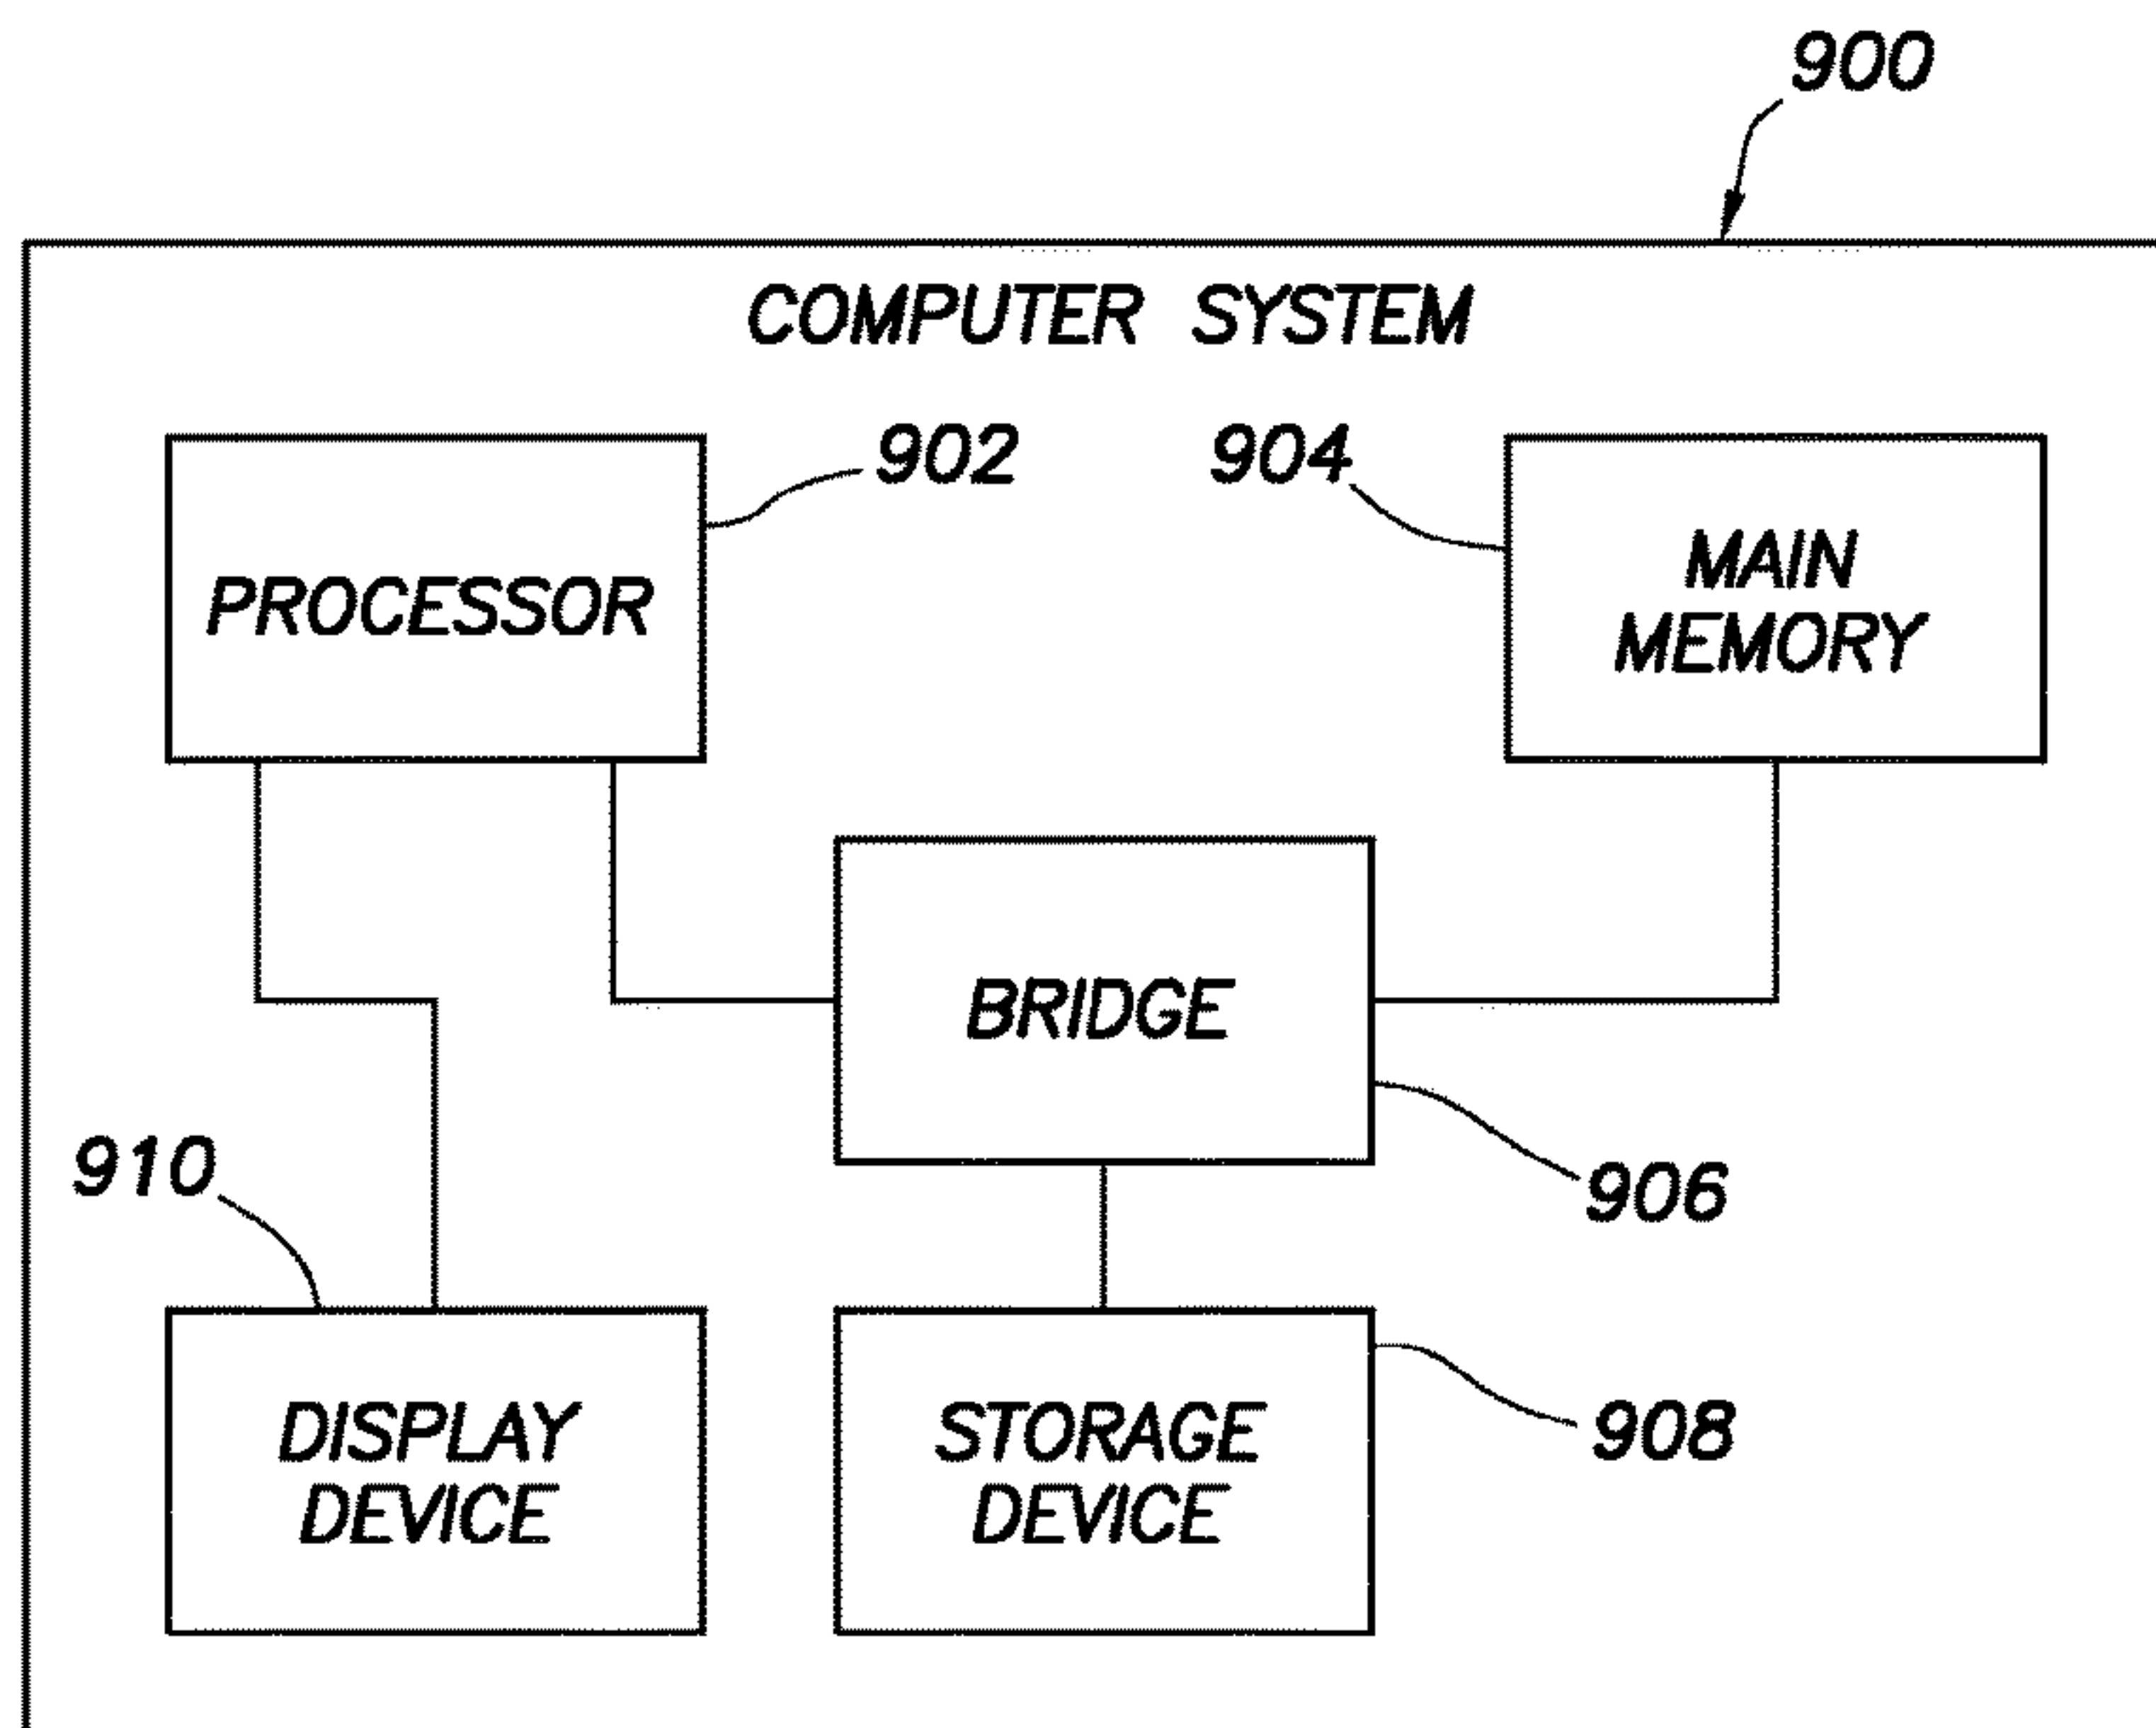 900
COMPUTER SYSTEM
902
904
PROCESSOR
MAIN
MEMORY
BRIDGE
910
906
DISPLAY
DEVICE
STORAGE
DEVICE
908